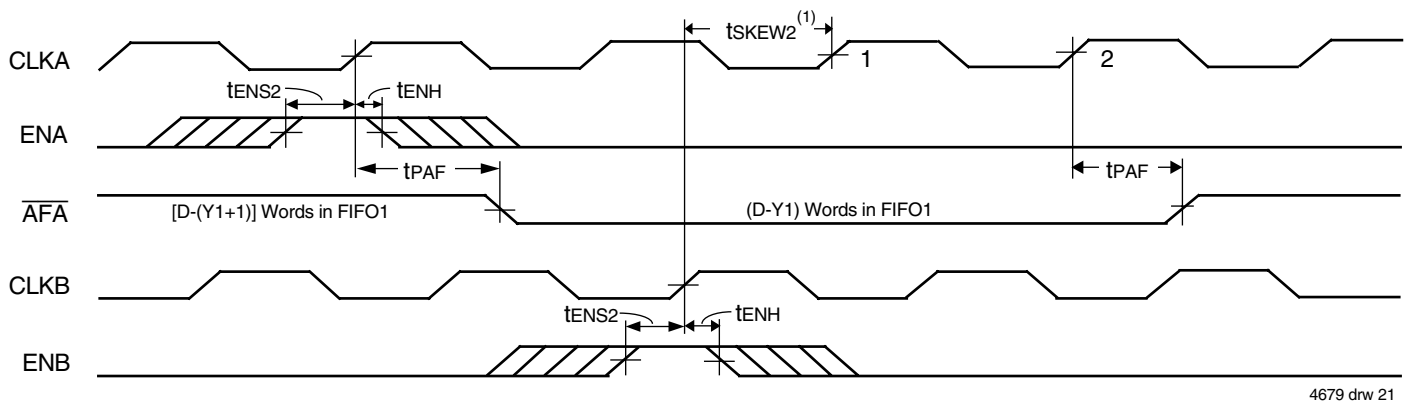 tSKEW2(1)
CLKA
1
2
tENS2
tENH
ENA
tPAF
tPAF
AFA
[D-(Y1+1)] Words in FIFO1
(D-Y1) Words in FIFO1
CLKB
tENS2
tENH
ENB
4679 drw 21